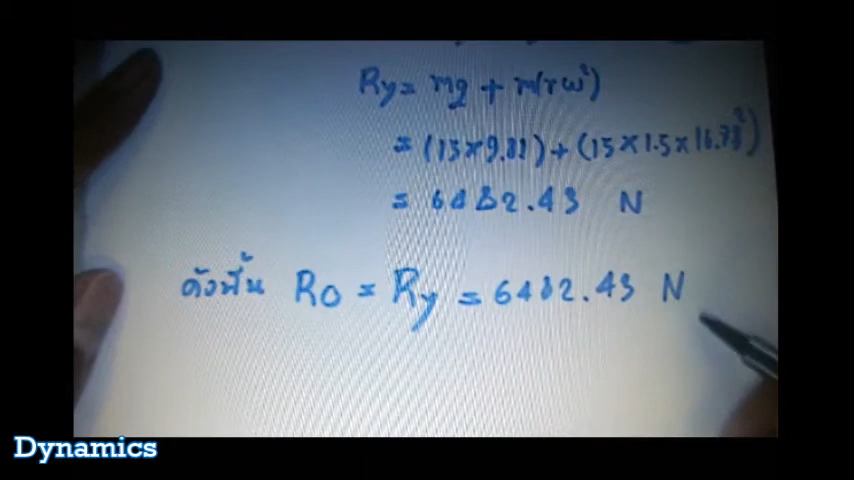 Ry = mg + m(rω²)
= (15×9.81) + (15×1.5×16.78²)
= 6482.43 N
ดังนั้น Ro = Ry = 6482.43 N
Dynamics